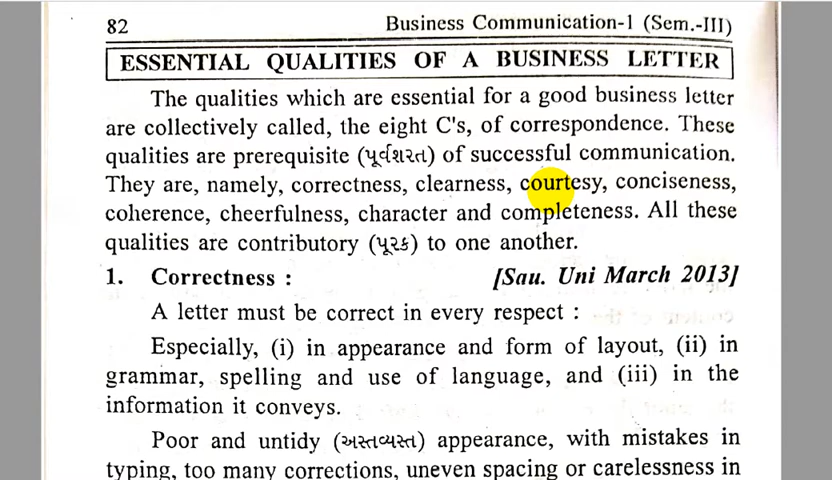 82
Business Communication-1 (Sem.-III)
ESSENTIAL QUALITIES OF A BUSINESS LETTER
The qualities which are essential for a good business letter
are collectively called, the eight C's, of correspondence. These
qualities are prerequisite (પૂર્વશરત) of successful communication.
They are, namely, correctness, clearness, courtesy, conciseness,
coherence, cheerfulness, character and completeness. All these
qualities are contributory (પૂરક) to one another.
1. Correctness : [Sau. Uni March 2013]
A letter must be correct in every respect :
Especially, (i) in appearance and form of layout, (ii) in
grammar, spelling and use of language, and (iii) in the
information it conveys.
Poor and untidy (અસ્તવ્યસ્ત) appearance, with mistakes in
typing, too many corrections, uneven spacing or carelessness in